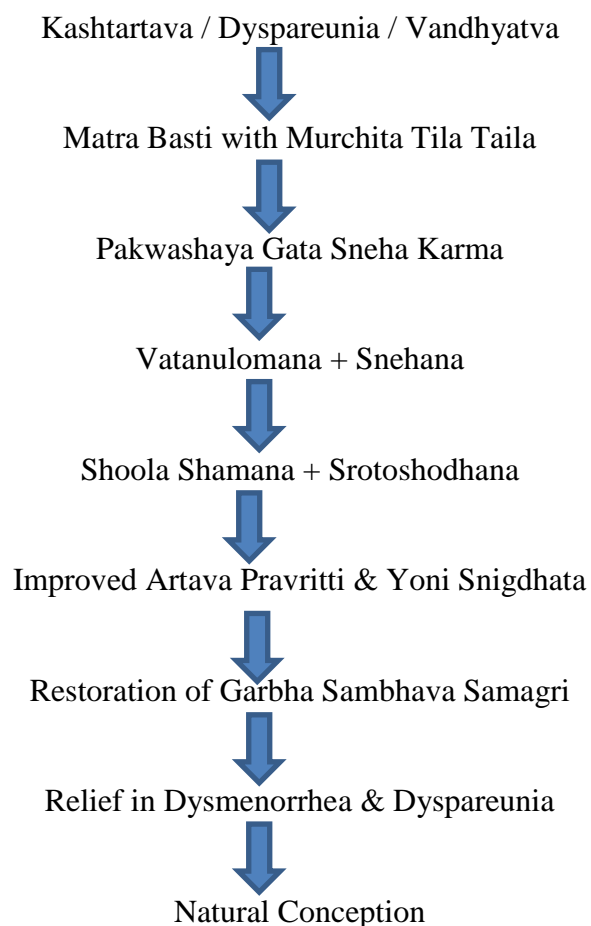 Kashtartava / Dyspareunia / Vandhyatva
Matra Basti with Murchita Tila Taila
Pakwashaya Gata Sneha Karma
Vatanulomana + Snehana
Shoola Shamana + Srotoshodhana
Improved Artava Pravritti & Yoni Snigdhata
Restoration of Garbha Sambhava Samagri
Relief in Dysmenorrhea & Dyspareunia
Natural Conception